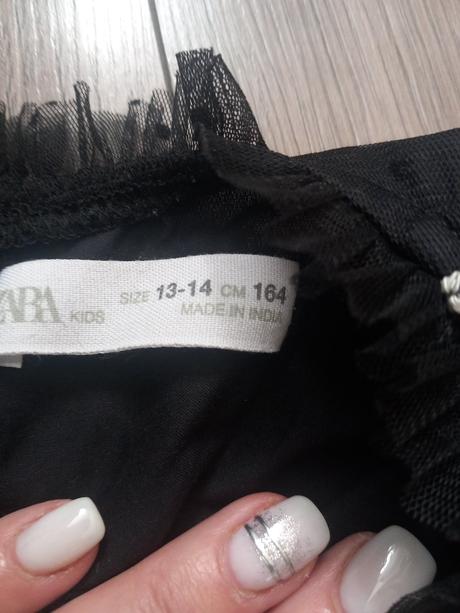 ZARA KIDS SIZE 13-14 CM 164
MADE IN INDIA